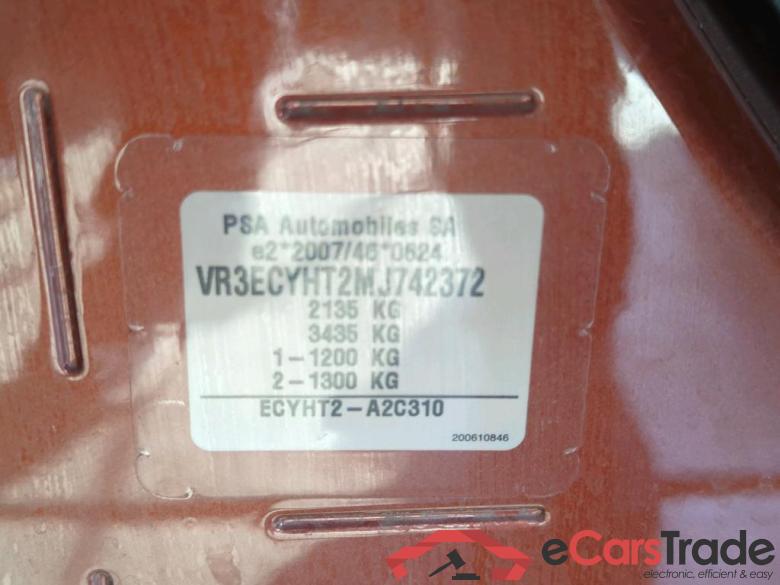 PSA Automobiles SA
e2*2007/46*0624
VR3ECYHT2MJ742372
2135 KG
3435 KG
1-1200 KG
2-1300 KG
ECYHT2-A2C310
200610846
eCarsTrade
electronic, efficient & easy